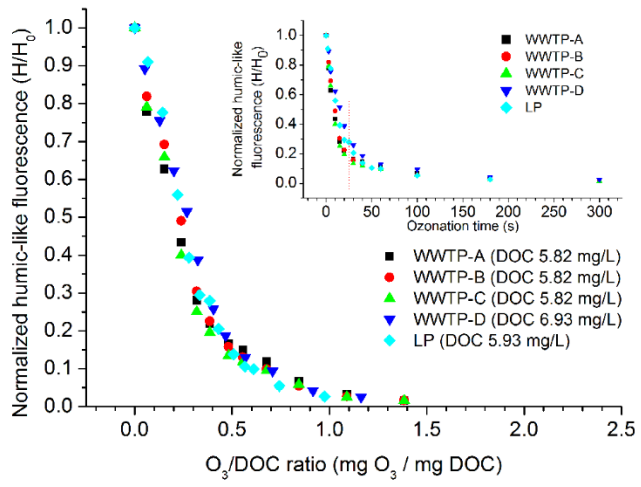 Normalized humic-like fluorescence (H/H₀)
1.0
0.9
0.8
0.7
0.6
0.5
0.4
0.3
0.2
0.1
0.0
0.0
0.5
1.0
1.5
2.0
2.5
O₃/DOC ratio (mg O₃ / mg DOC)
WWTP-A (DOC 5.82 mg/L)
WWTP-B (DOC 5.82 mg/L)
WWTP-C (DOC 5.82 mg/L)
WWTP-D (DOC 6.93 mg/L)
LP (DOC 5.93 mg/L)
Normalized humic-like
fluorescence (H/H₀)
1.0
0.8
0.6
0.4
0.2
0.0
0
50
100
150
200
250
300
Ozonation time (s)
WWTP-A
WWTP-B
WWTP-C
WWTP-D
LP